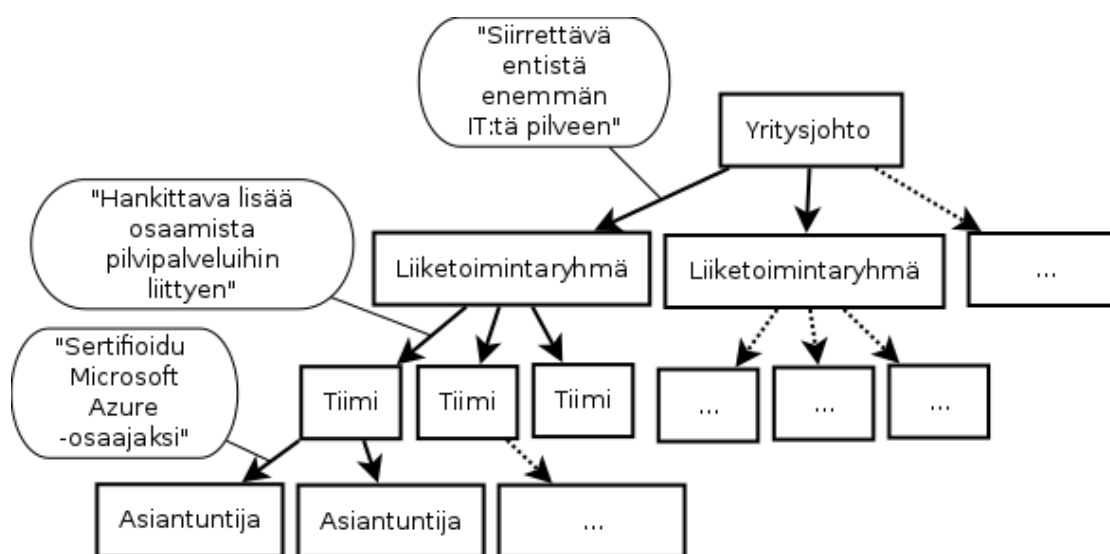 "Siirrettävä
entistä
enemmän
IT:tä pilveen"
Yritysjohto
"Hankittava lisää
osaamista
pilvipalveluihin
liittyen"
Liiketoimintaryhmä
Liiketoimintaryhmä
...
"Sertifioidu
Microsoft
Azure
-osaajaksi"
Tiimi
Tiimi
Tiimi
...
...
...
Asiantuntija
Asiantuntija
...